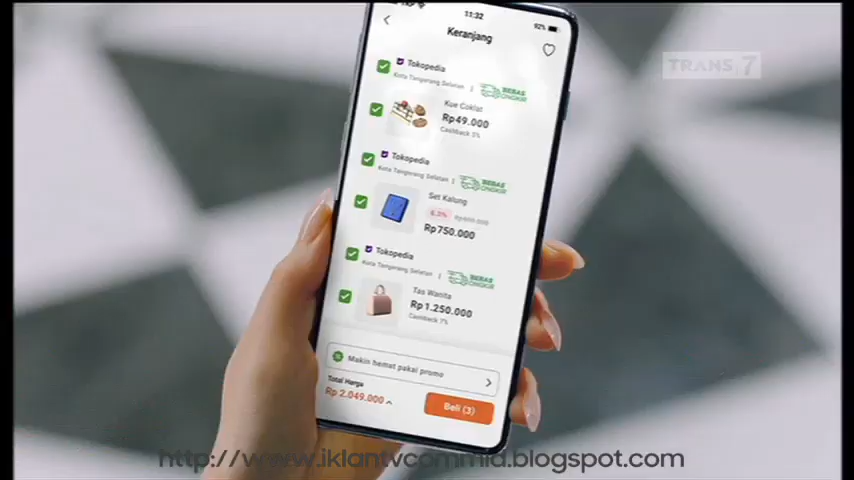 11:32
92%
Keranjang
TRANS 7
Tokopedia
Kota Tangerang Selatan | BEBAS ONGKIR
Kue Coklat
Rp49.000
Cashback 5%
Tokopedia
Kota Tangerang Selatan | BEBAS ONGKIR
Set Kalung
6,3%
Rp750.000
Tokopedia
Kota Tangerang Selatan | BEBAS ONGKIR
Tas Wanita
Rp1.250.000
Cashback 7%
Makin hemat pakai promo
Total Harga
Rp 2.049.000
Beli (3)
http://www.iklantvcommid.blogspot.com